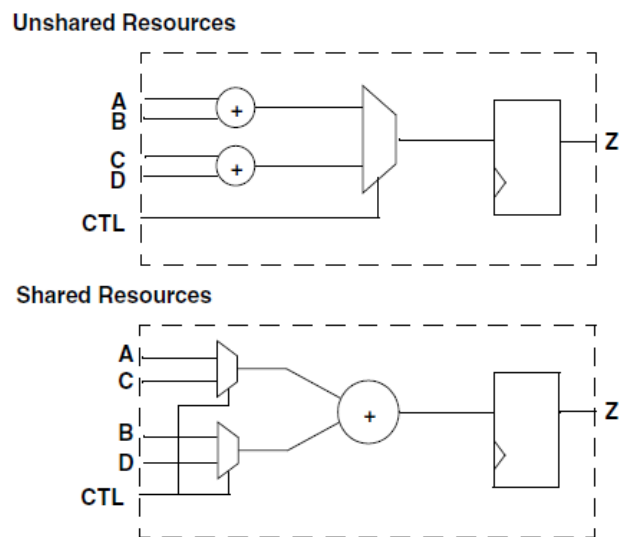 Unshared Resources
A
B
+
C
D
+
CTL
Z
Shared Resources
A
C
B
D
+
CTL
Z